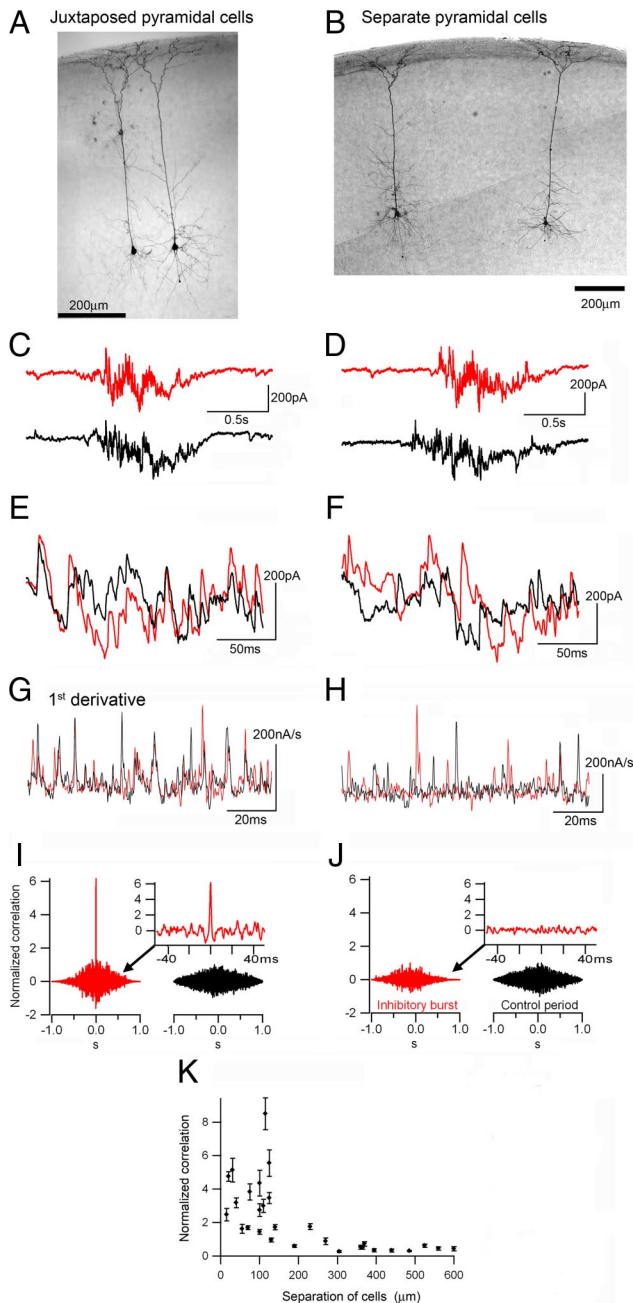 A Juxtaposed pyramidal cells
B Separate pyramidal cells
200μm
200μm
C
D
200pA
0.5s
200pA
0.5s
E
F
200pA
50ms
200pA
50ms
G
H
1st derivative
200nA/s
20ms
200nA/s
20ms
I
J
Normalized correlation
6
4
2
0
-2
6
4
2
0
-40
40ms
-1.0
0.0
1.0
s
-1.0
0.0
1.0
s
6
4
2
0
-2
6
4
2
0
-40
40ms
Inhibitory burst
Control period
-1.0
0.0
1.0
s
-1.0
0.0
1.0
s
K
Normalized correlation
8
6
4
2
0
0
100
200
300
400
500
600
Separation of cells (μm)